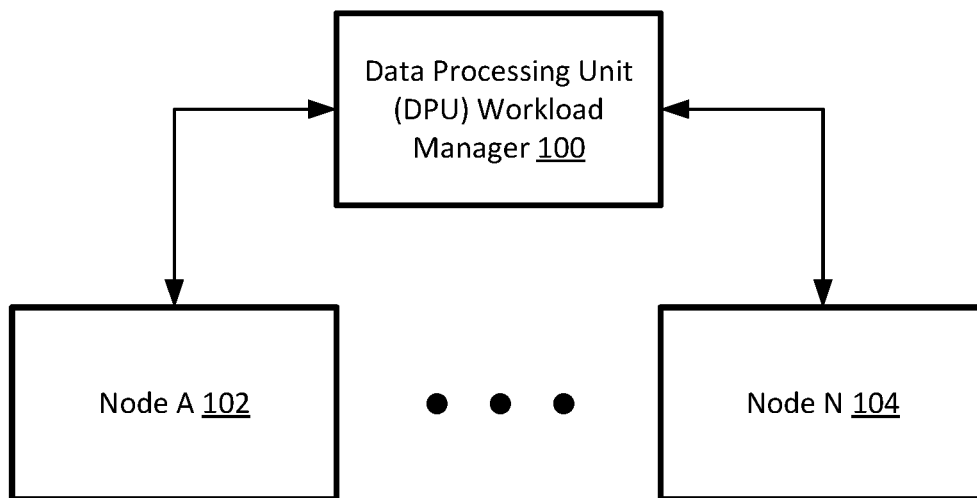 Data Processing Unit
(DPU) Workload
Manager 100
Node A 102
Node N 104